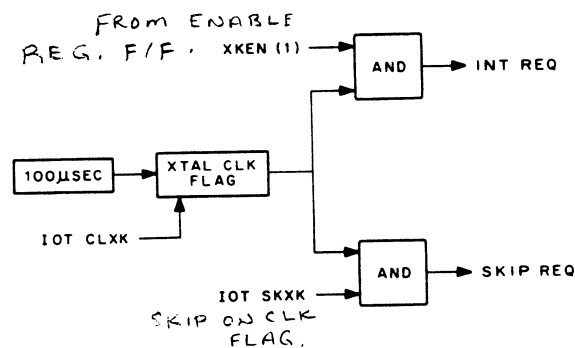 FROM ENABLE
REG. F/F. XKEN (1)
AND
INT REQ
100μSEC
XTAL CLK
FLAG
IOT CLXK
AND
SKIP REQ
IOT SKXK
SKIP ON CLK
FLAG.